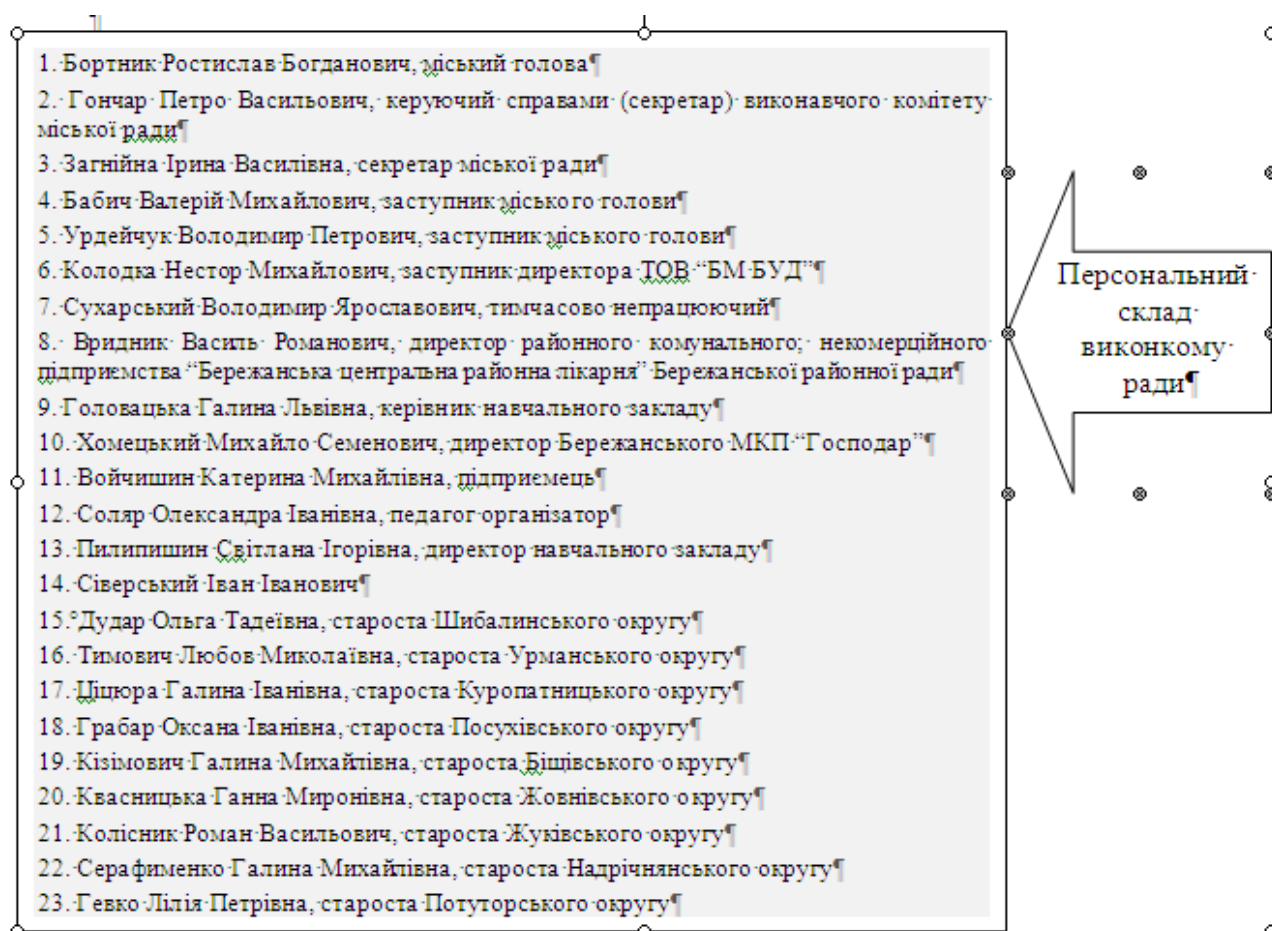 1. Бортник Ростислав Богданович, міський голова¶
2. Гончар Петро Васильович, керуючий справами (секретар) виконавчого комітету
міської ради¶
3. Загнійна Ірина Василівна, секретар міської ради¶
4. Бабич Валерій Михайлович, заступник міського голови¶
5. Урдейчук Володимир Петрович, заступник міського голови¶
6. Колодка Нестор Михайлович, заступник директора ТОВ “БМ БУД”¶
7. Сухарський Володимир Ярославович, тимчасово непрацюючий¶
8. Вридник Василь Романович, директор районного комунального; некомерційного
підприємства “Бережанська центральна районна лікарня” Бережанської районної ради¶
9. Головацька Галина Львівна, керівник навчального закладу¶
10. Хомецький Михайло Семенович, директор Бережанського МКП “Господар”¶
11. Войчишин Катерина Михайлівна, підприємець¶
12. Соляр Олександра Іванівна, педагог організатор¶
13. Пилипишин Світлана Ігорівна, директор навчального закладу¶
14. Сіверський Іван Іванович¶
15.°Дудар Ольга Тадеївна, староста Шибалинського округу¶
16. Тимович Любов Миколаївна, староста Урманського округу¶
17. Ціцюра Галина Іванівна, староста Куропатницького округу¶
18. Грабар Оксана Іванівна, староста Посухівського округу¶
19. Кізімович Галина Михайлівна, староста Біщівського округу¶
20. Квасницька Ганна Миронівна, староста Жовнівського округу¶
21. Колісник Роман Васильович, староста Жуківського округу¶
22. Серафименко Галина Михайлівна, староста Надрічнянського округу¶
23. Гевко Лілія Петрівна, староста Потуторського округу¶
Персональний
склад
виконкому
ради¶